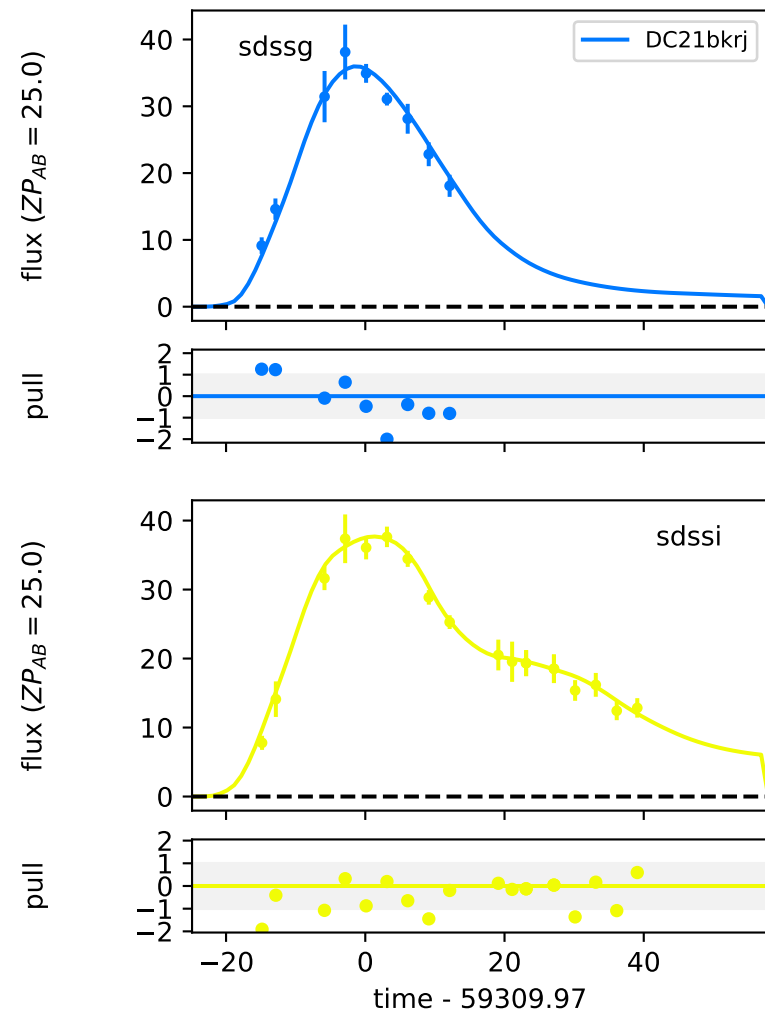 sdssg
DC21bkrj
flux (ZP_AB = 25.0)
40
30
20
10
0
pull
2
1
0
−1
−2
sdssi
flux (ZP_AB = 25.0)
40
30
20
10
0
pull
2
1
0
−1
−2
−20 0 20 40
time - 59309.97